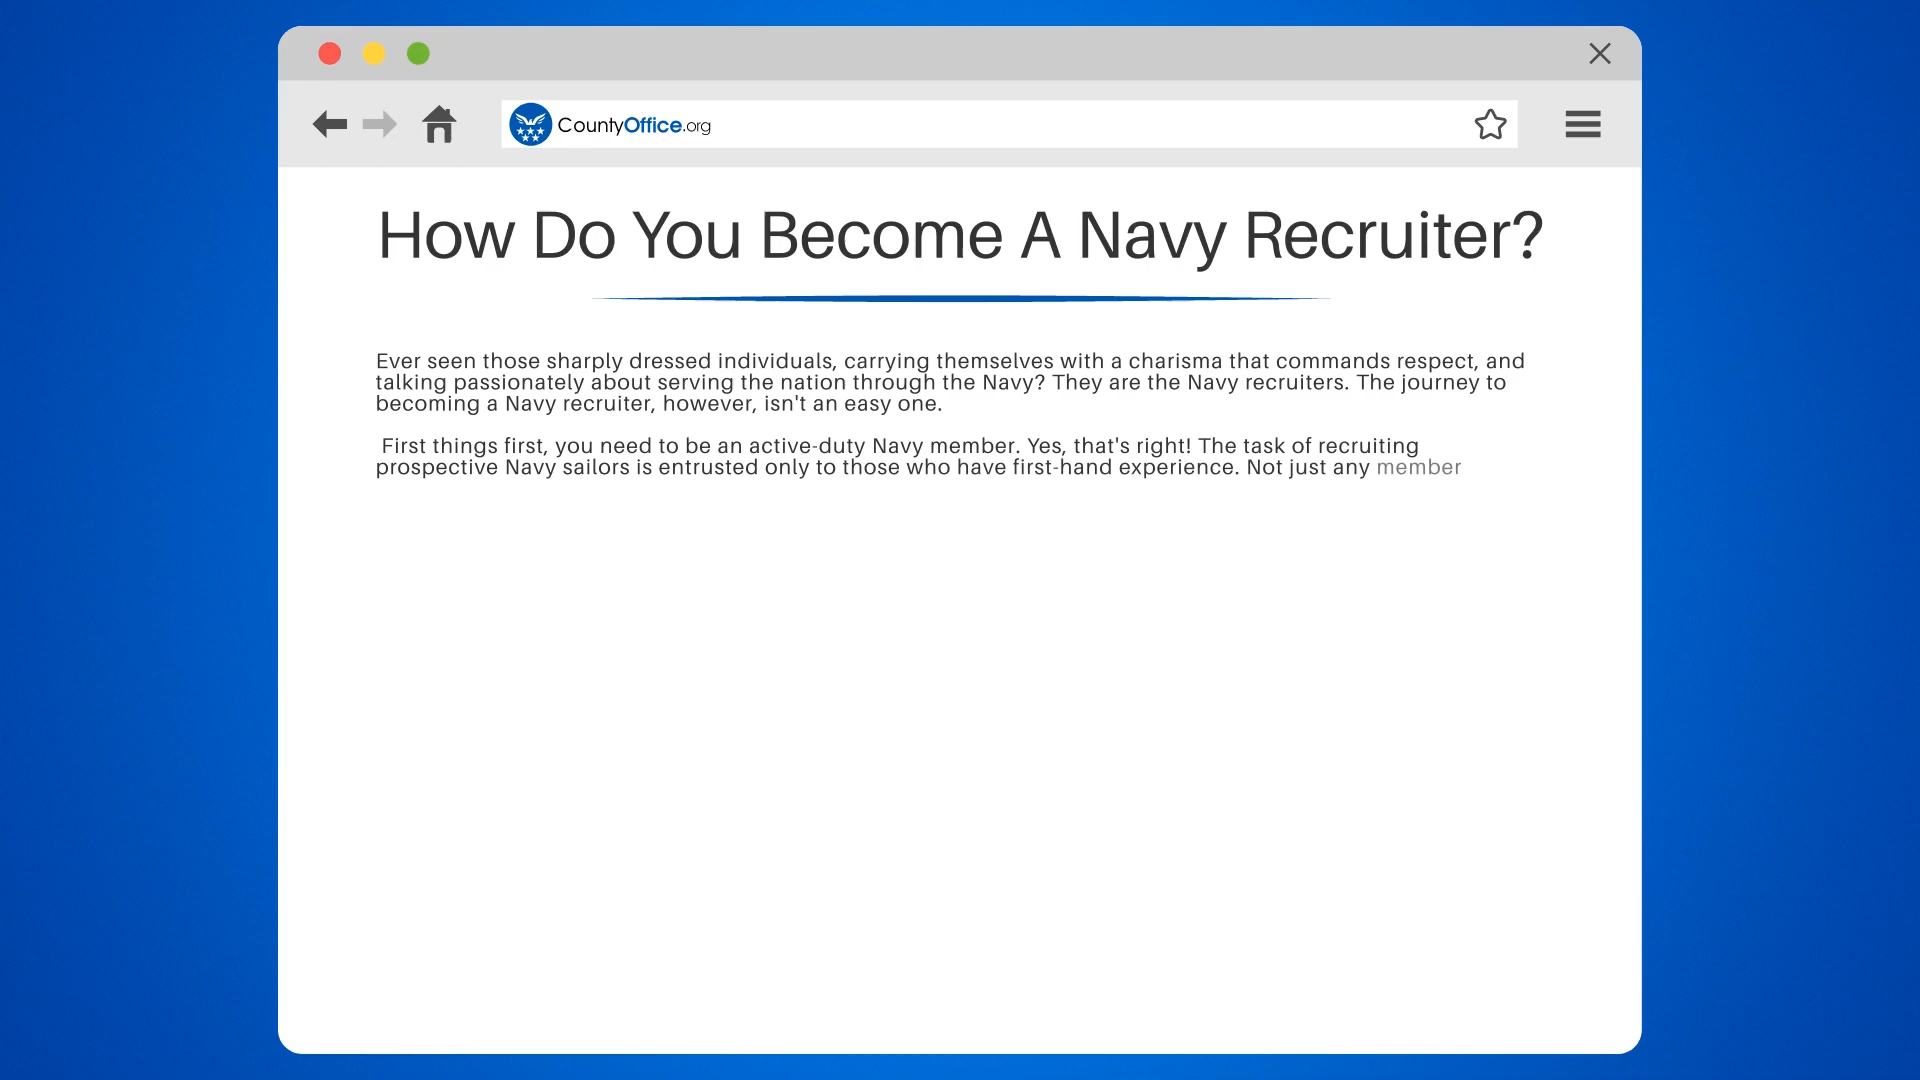 CountyOffice.org
How Do You Become A Navy Recruiter?
Ever seen those sharply dressed individuals, carrying themselves with a charisma that commands respect, and
talking passionately about serving the nation through the Navy? They are the Navy recruiters. The journey to
becoming a Navy recruiter, however, isn't an easy one.
First things first, you need to be an active-duty Navy member. Yes, that's right! The task of recruiting
prospective Navy sailors is entrusted only to those who have first-hand experience. Not just any member